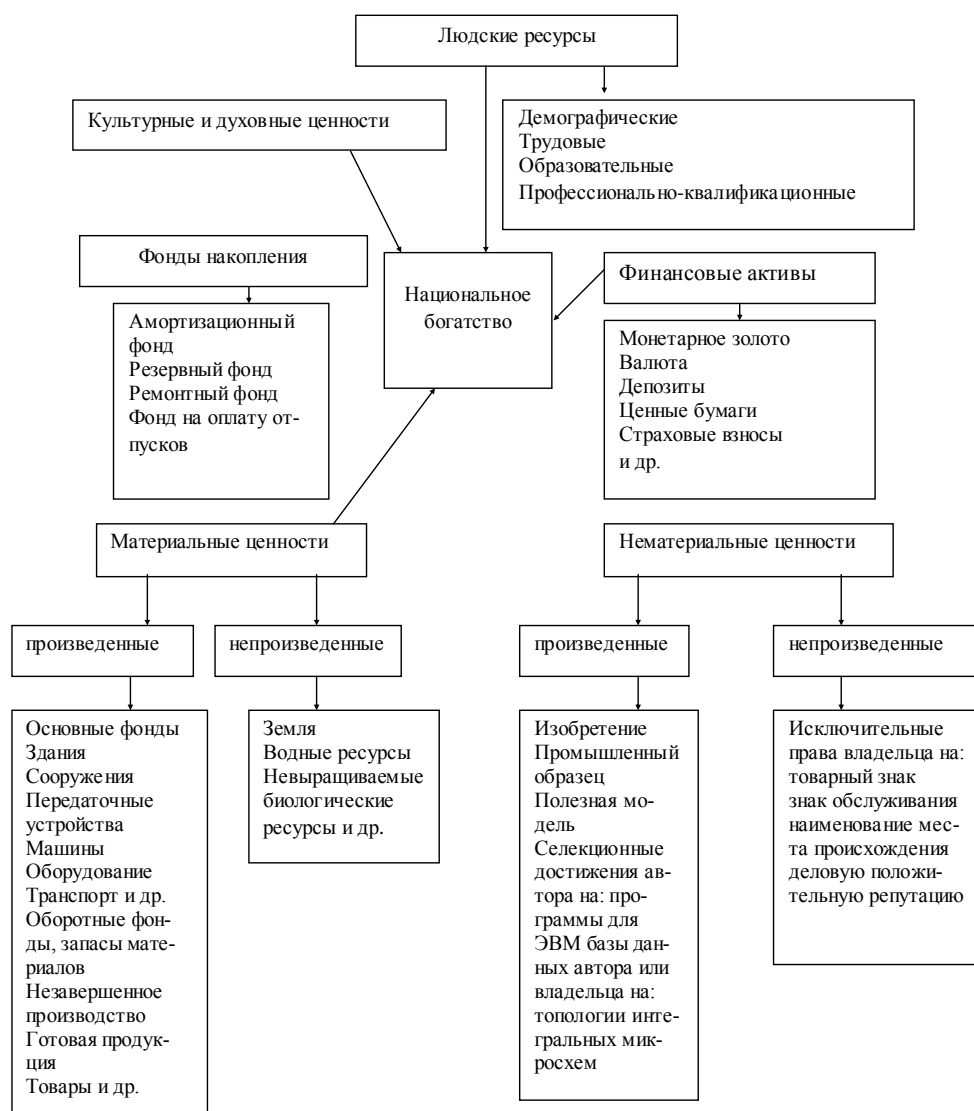 Людские ресурсы
Культурные и духовные ценности
Демографические
Трудовые
Образовательные
Профессионально-квалификационные
Фонды накопления
Национальное
богатство
Финансовые активы
Амортизационный
фонд
Резервный фонд
Ремонтный фонд
Фонд на оплату от-
пусков
Монетарное золото
Валюта
Депозиты
Ценные бумаги
Страховые взносы
и др.
Материальные ценности
Нематериальные ценности
произведенные
непроизведенные
произведенные
непроизведенные
Основные фонды
Здания
Сооружения
Передаточные
устройства
Машины
Оборудование
Транспорт и др.
Оборотные фон-
ды, запасы мате-
риалов
Незавершенное
производство
Готовая продук-
ция
Товары и др.
Земля
Водные ресурсы
Невыращиваемые
биологические
ресурсы и др.
Изобретение
Промышленный
образец
Полезная мо-
дель
Селекционные
достижения ав-
тора на: про-
граммы для
ЭВМ базы дан-
ных автора или
владельца на:
топологии инте-
гральных мик-
росхем
Исключительные
права владельца на:
товарный знак
знак обслуживания
наименование мес-
та происхождения
деловую положи-
тельную репутацию